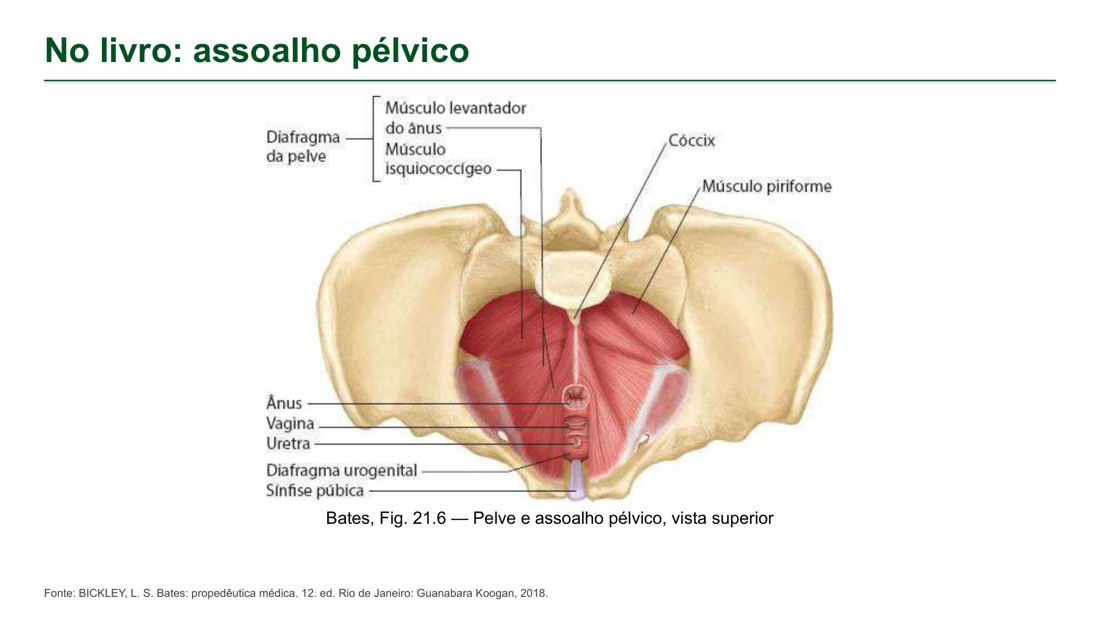 No livro: assoalho pélvico
Diafragma
da pelve
Músculo levantador
do ânus
Músculo
isquiococcígeo
Cóccix
Músculo piriforme
Ânus
Vagina
Uretra
Diafragma urogenital
Sínfise púbica
Bates, Fig. 21.6 — Pelve e assoalho pélvico, vista superior
Fonte: BICKLEY, L. S. Bates: propedêutica médica. 12. ed. Rio de Janeiro: Guanabara Koogan, 2018.